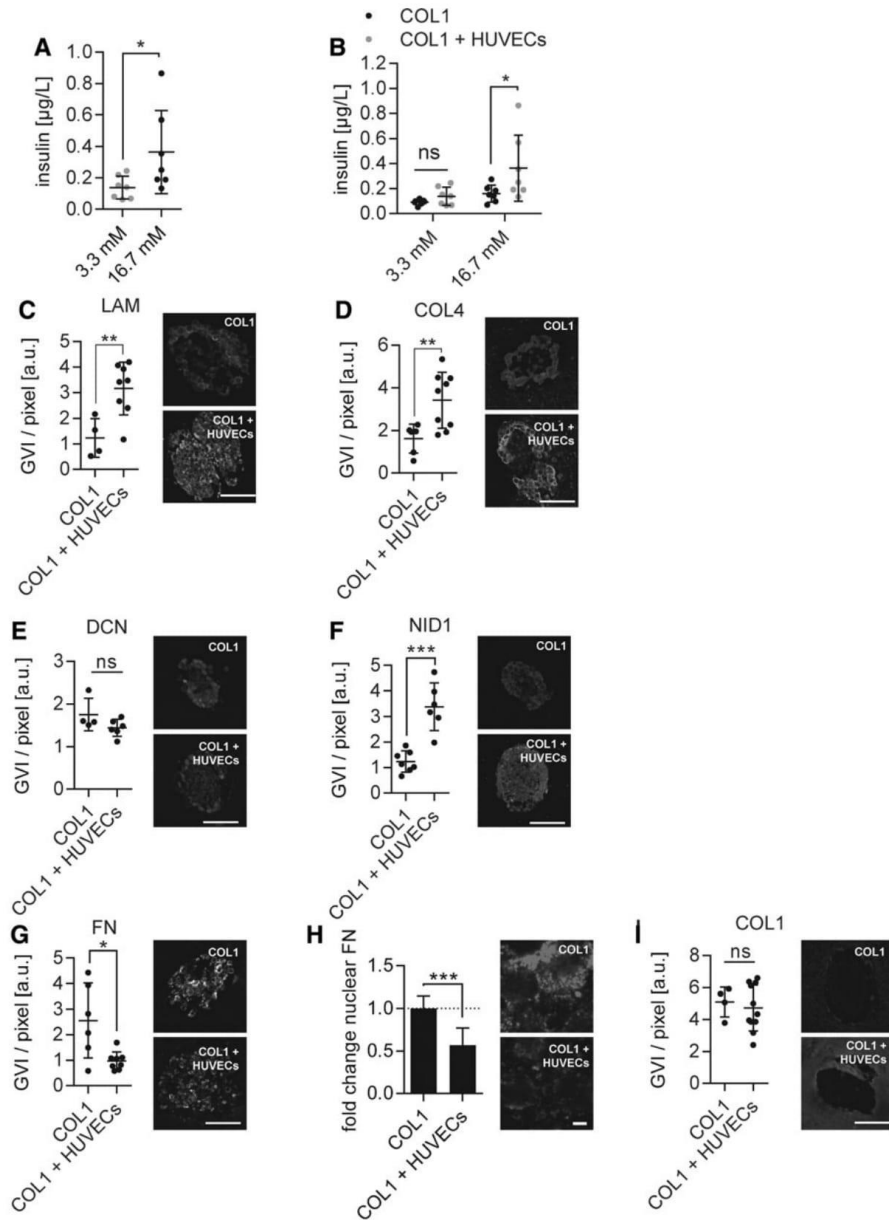 COL1
COL1 + HUVECs
A
*
insulin [µg/L]
1.0
0.8
0.6
0.4
0.2
0.0
3.3 mM
16.7 mM
B
ns
*
insulin [µg/L]
1.2
1.0
0.8
0.6
0.4
0.2
0.0
3.3 mM
16.7 mM
C
LAM
**
GVI / pixel [a.u.]
5
4
3
2
1
0
COL1
COL1 + HUVECs
COL1
COL1 +
HUVECs
D
COL4
**
GVI / pixel [a.u.]
6
4
2
0
COL1
COL1 + HUVECs
COL1
COL1 +
HUVECs
E
DCN
ns
GVI / pixel [a.u.]
3
2
1
0
COL1
COL1 + HUVECs
COL1
COL1 +
HUVECs
F
NID1
***
GVI / pixel [a.u.]
5
4
3
2
1
0
COL1
COL1 + HUVECs
COL1
COL1 +
HUVECs
G
FN
*
GVI / pixel [a.u.]
5
4
3
2
1
0
COL1
COL1 + HUVECs
COL1
COL1 +
HUVECs
H
***
fold change nuclear FN
1.5
1.0
0.5
0.0
COL1
COL1 + HUVECs
COL1
COL1 +
HUVECs
I
COL1
ns
GVI / pixel [a.u.]
8
6
4
2
0
COL1
COL1 + HUVECs
COL1
COL1 +
HUVECs